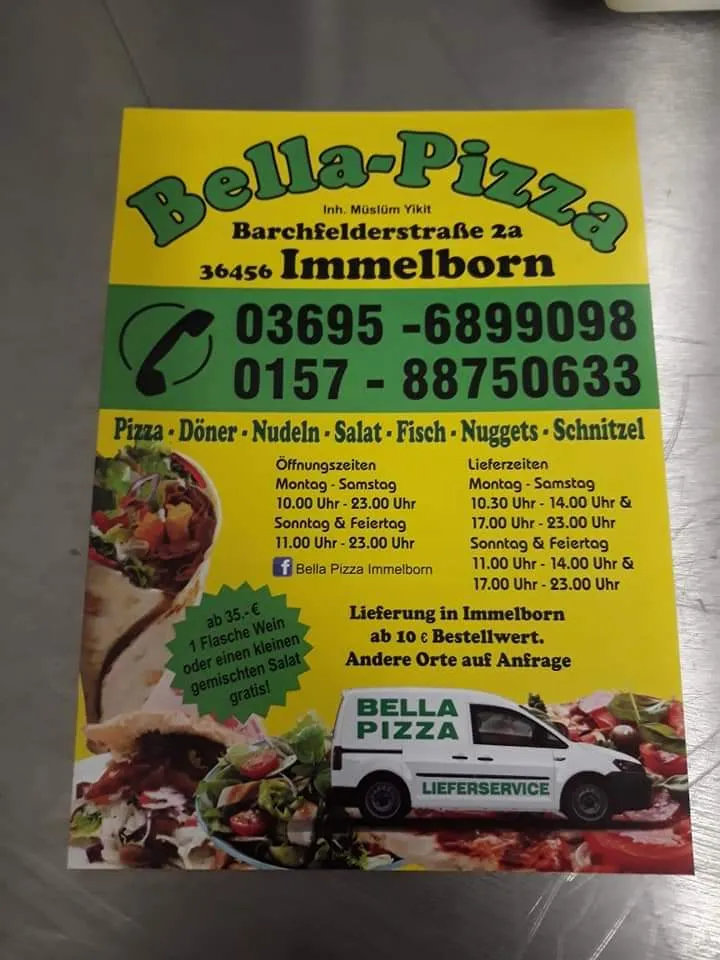 Bella-Pizza
Inh. Müslüm Yikit
Barchfelderstraße 2a
36456 Immelborn
03695 -6899098
0157 - 88750633
Pizza · Döner · Nudeln · Salat · Fisch · Nuggets · Schnitzel
Öffnungszeiten
Montag - Samstag
10.00 Uhr - 23.00 Uhr
Sonntag & Feiertag
11.00 Uhr - 23.00 Uhr
f Bella Pizza Immelborn
Lieferzeiten
Montag - Samstag
10.30 Uhr - 14.00 Uhr &
17.00 Uhr - 23.00 Uhr
Sonntag & Feiertag
11.00 Uhr - 14.00 Uhr &
17.00 Uhr - 23.00 Uhr
ab 35.- €
1 Flasche Wein
oder einen kleinen
gemischten Salat
gratis!
Lieferung in Immelborn
ab 10 € Bestellwert.
Andere Orte auf Anfrage
BELLA
PIZZA
LIEFERSERVICE